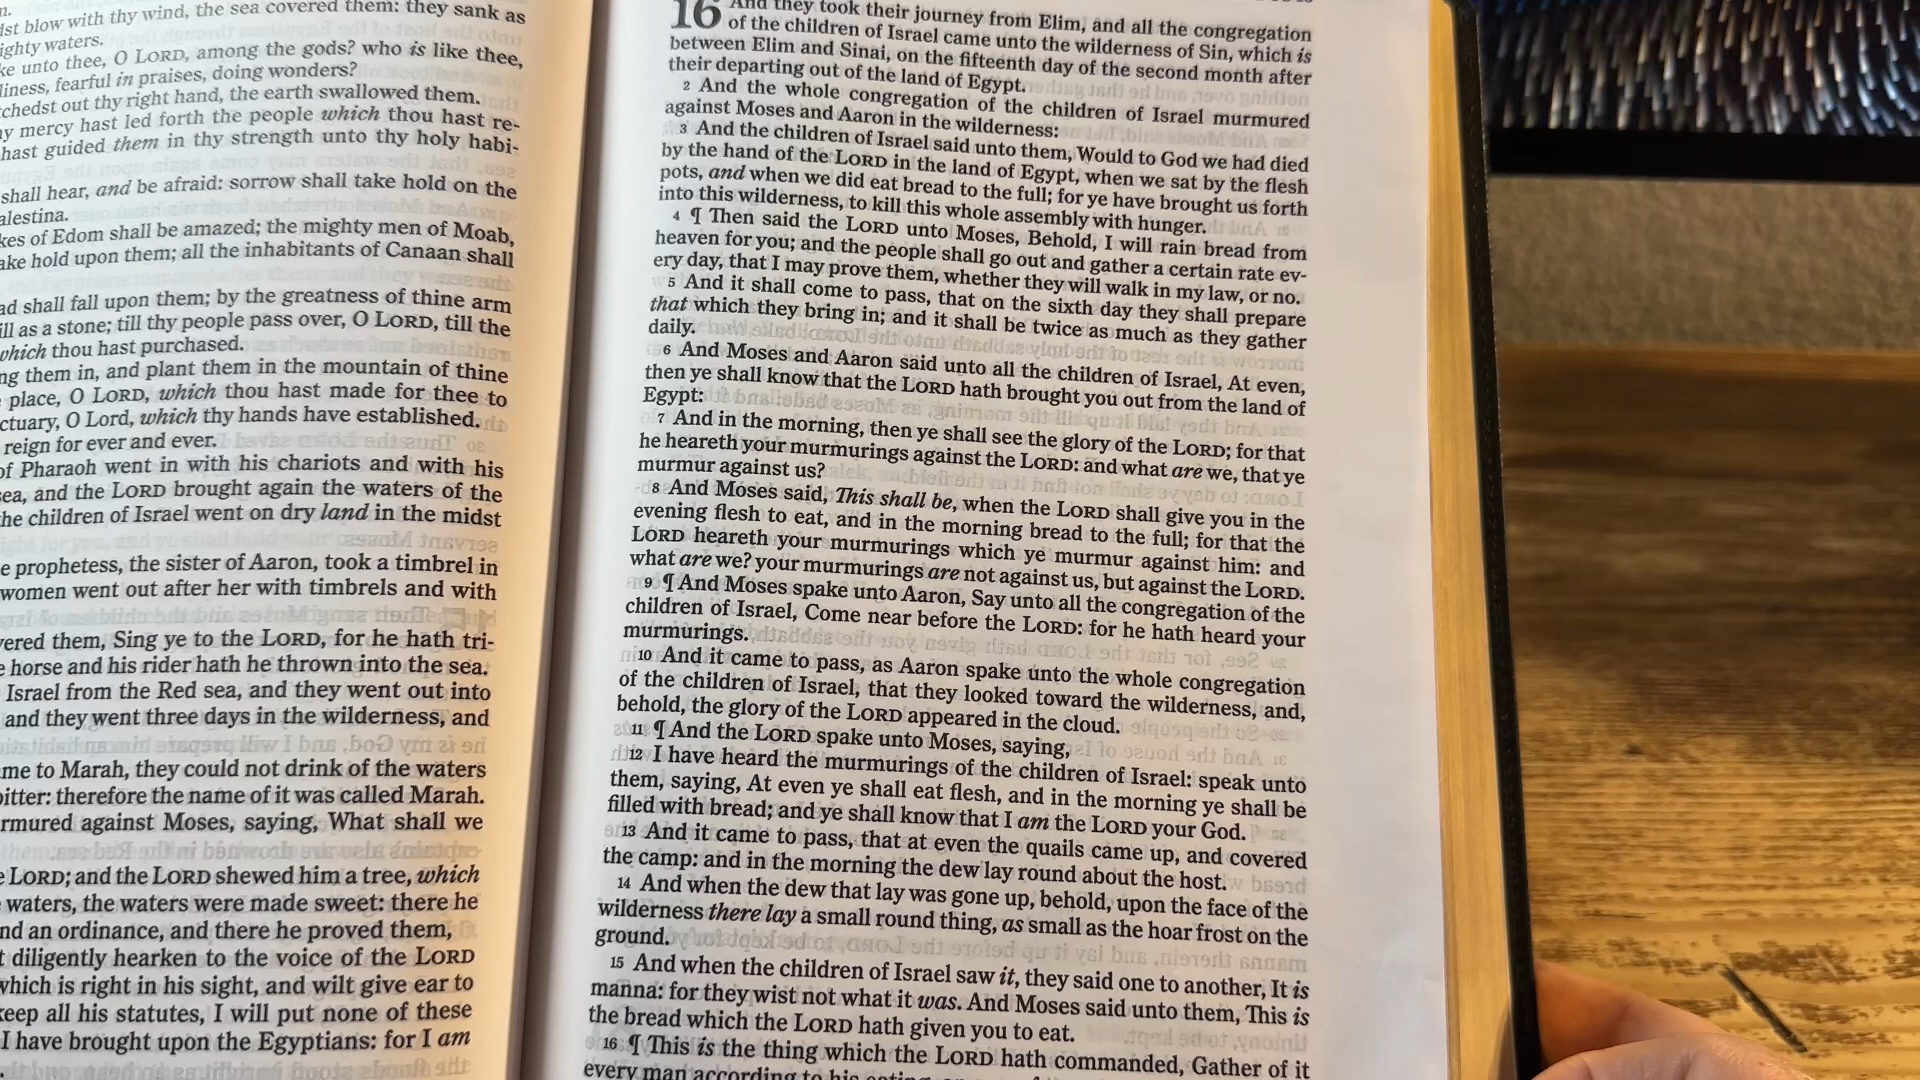 blow with thy wind, the sea covered them: they sank as
waters.
unto thee, O LORD, among the gods? who is like thee,
fearful in praises, doing wonders?
out thy right hand, the earth swallowed them.
mercy hast led forth the people which thou hast re-
hast guided them in thy strength unto thy holy habi-
shall hear, and be afraid: sorrow shall take hold on the
of Edom shall be amazed; the mighty men of Moab,
hold upon them; all the inhabitants of Canaan shall
shall fall upon them; by the greatness of thine arm
as a stone; till thy people pass over, O LORD, till the
which thou hast purchased.
them in, and plant them in the mountain of thine
place, O LORD, which thou hast made for thee to
O Lord, which thy hands have established.
reign for ever and ever.
of Pharaoh went in with his chariots and with his
and the LORD brought again the waters of the
the children of Israel went on dry land in the midst
prophetess, the sister of Aaron, took a timbrel in
women went out after her with timbrels and with
them, Sing ye to the LORD, for he hath tri-
horse and his rider hath he thrown into the sea.
Israel from the Red sea, and they went out into
and they went three days in the wilderness, and
to Marah, they could not drink of the waters
therefore the name of it was called Marah.
against Moses, saying, What shall we
LORD; and the LORD shewed him a tree, which
waters, the waters were made sweet: there he
an ordinance, and there he proved them,
diligently hearken to the voice of the LORD
which is right in his sight, and wilt give ear to
keep all his statutes, I will put none of these
I have brought upon the Egyptians: for I am
16 And they took their journey from Elim, and all the congregation
of the children of Israel came unto the wilderness of Sin, which is
between Elim and Sinai, on the fifteenth day of the second month after
their departing out of the land of Egypt.
2 And the whole congregation of the children of Israel murmured
against Moses and Aaron in the wilderness:
3 And the children of Israel said unto them, Would to God we had died
by the hand of the LORD in the land of Egypt, when we sat by the flesh
pots, and when we did eat bread to the full; for ye have brought us forth
into this wilderness, to kill this whole assembly with hunger.
4 ¶ Then said the LORD unto Moses, Behold, I will rain bread from
heaven for you; and the people shall go out and gather a certain rate ev-
ery day, that I may prove them, whether they will walk in my law, or no.
5 And it shall come to pass, that on the sixth day they shall prepare
that which they bring in; and it shall be twice as much as they gather
daily.
6 And Moses and Aaron said unto all the children of Israel, At even,
then ye shall know that the LORD hath brought you out from the land of
Egypt:
7 And in the morning, then ye shall see the glory of the LORD; for that
he heareth your murmurings against the LORD: and what are we, that ye
murmur against us?
8 And Moses said, This shall be, when the LORD shall give you in the
evening flesh to eat, and in the morning bread to the full; for that the
LORD heareth your murmurings which ye murmur against him: and
what are we? your murmurings are not against us, but against the LORD.
9 ¶ And Moses spake unto Aaron, Say unto all the congregation of the
children of Israel, Come near before the LORD: for he hath heard your
murmurings.
10 And it came to pass, as Aaron spake unto the whole congregation
of the children of Israel, that they looked toward the wilderness, and,
behold, the glory of the LORD appeared in the cloud.
11 ¶ And the LORD spake unto Moses, saying,
12 I have heard the murmurings of the children of Israel: speak unto
them, saying, At even ye shall eat flesh, and in the morning ye shall be
filled with bread; and ye shall know that I am the LORD your God.
13 And it came to pass, that at even the quails came up, and covered
the camp: and in the morning the dew lay round about the host.
14 And when the dew that lay was gone up, behold, upon the face of the
wilderness there lay a small round thing, as small as the hoar frost on the
ground.
15 And when the children of Israel saw it, they said one to another, It is
manna: for they wist not what it was. And Moses said unto them, This is
the bread which the LORD hath given you to eat.
16 ¶ This is the thing which the LORD hath commanded, Gather of it
every man according to his eating